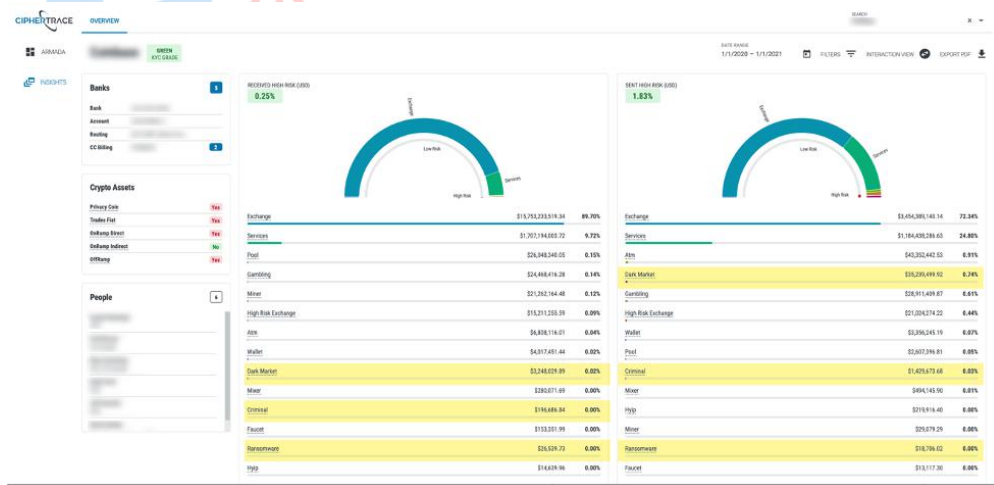 CIPHERTRACE
OVERVIEW
SEARCH
ARMADA
GREEN
KYC GRADE
DATE RANGE
1/1/2020 – 1/1/2021
FILTERS
INTERACTION VIEW
EXPORT PDF
INSIGHTS
Banks
Bank
Account
Routing
CC Billing 2
Crypto Assets
Privacy Coin Yes
Trades Fiat Yes
OnRamp Direct Yes
OnRamp Indirect No
OffRamp Yes
People
RECEIVED HIGH RISK (USD)
0.25%
Exchange
Low Risk
Services
High Risk
Exchange $15,753,233,519.34 89.70%
Services $1,707,194,003.72 9.72%
Pool $26,048,340.05 0.15%
Gambling $24,468,416.28 0.14%
Miner $21,262,164.48 0.12%
High Risk Exchange $15,211,255.59 0.09%
Atm $6,808,116.01 0.04%
Wallet $4,017,451.44 0.02%
Dark Market $3,248,029.89 0.02%
Mixer $280,071.69 0.00%
Criminal $196,686.84 0.00%
Faucet $153,251.99 0.00%
Ransomware $26,539.73 0.00%
Hyip $14,639.96 0.00%
SENT HIGH RISK (USD)
1.83%
Exchange
Low Risk
Services
High Risk
Exchange $3,454,389,140.14 72.34%
Services $1,184,438,286.63 24.80%
Atm $43,352,442.53 0.91%
Dark Market $35,239,499.92 0.74%
Gambling $28,911,409.87 0.61%
High Risk Exchange $21,024,274.22 0.44%
Wallet $3,356,245.19 0.07%
Pool $2,607,396.81 0.05%
Criminal $1,429,673.68 0.03%
Mixer $494,145.90 0.01%
Hyip $219,916.40 0.00%
Miner $29,079.29 0.00%
Ransomware $18,706.02 0.00%
Faucet $13,117.30 0.00%